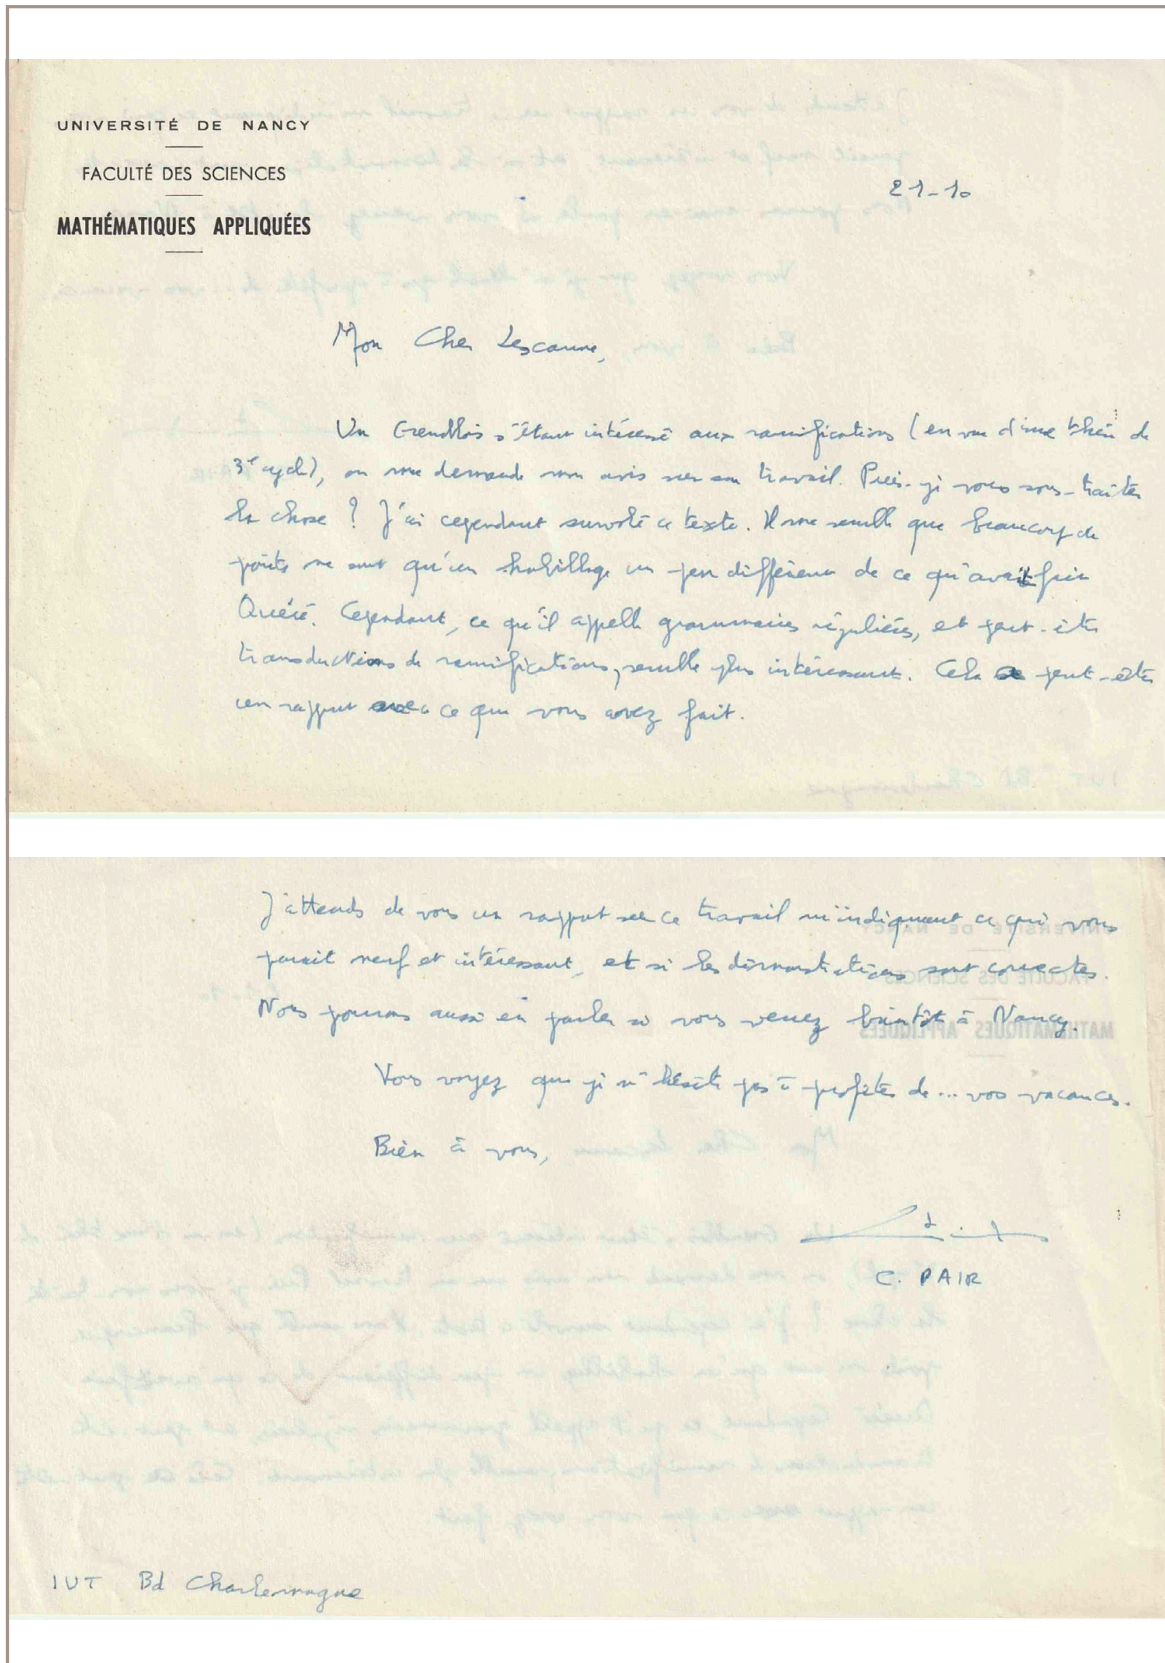 UNIVERSITÉ DE NANCY
FACULTÉ DES SCIENCES
MATHÉMATIQUES APPLIQUÉES
21-10
Mon Cher Lescanne,
Un Grenoblois s'étant intéressé aux ramifications (en vue d'une thèse de
3e cycle), on me demande mon avis sur son travail. Puis-je vous sous-traiter
la chose ? J'ai cependant survolé ce texte. Il me semble que beaucoup de
points ne sont qu'un habillage un peu différent de ce qu'avait fait
Quéré. Cependant, ce qu'il appelle grammaires régulières, et peut-être
transductions de ramifications, semble plus intéressant. Cela a peut-être
un rapport avec ce que vous avez fait.
J'attends de vous un rapport sur ce travail m'indiquant ce qui vous
paraît neuf et intéressant, et si les démonstrations sont correctes.
Nous pourrons aussi en parler si vous venez bientôt à Nancy.
Vous voyez que je n'hésite pas à profiter de... vos vacances.
Bien à vous,
C. PAIR
IUT Bd Charlemagne